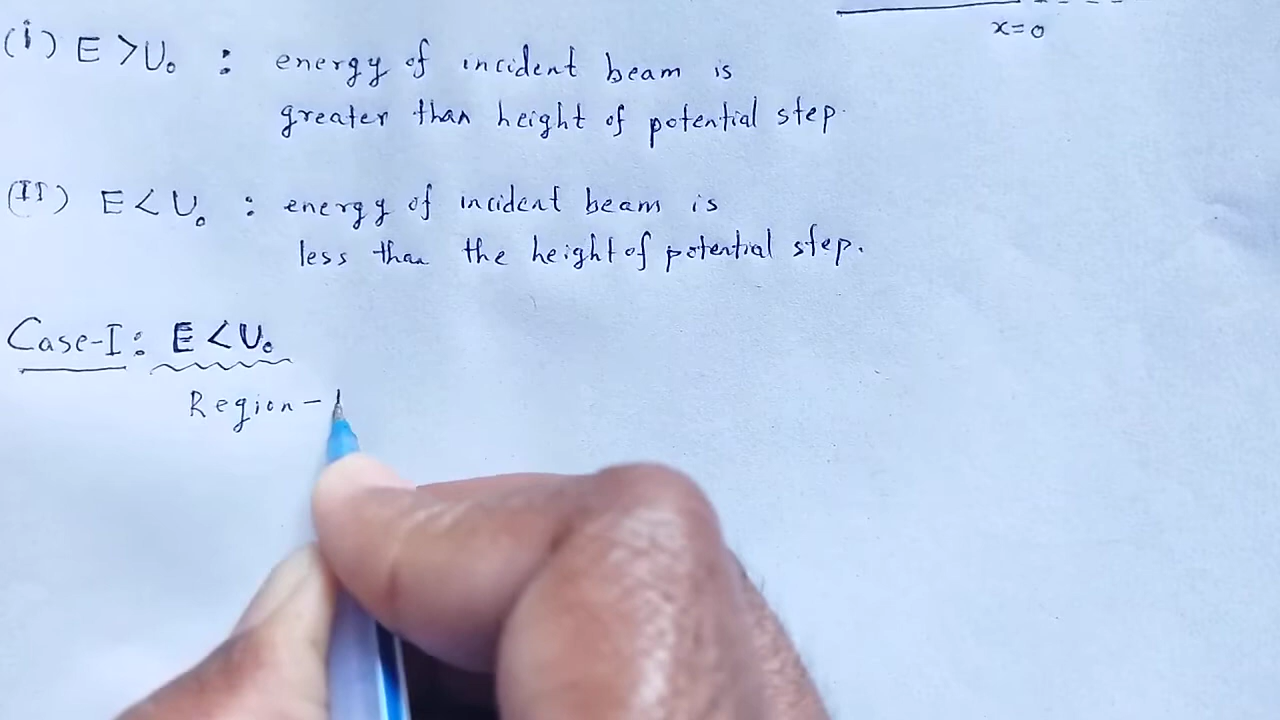 x=0
(i) E >U₀ : energy of incident beam is
greater than height of potential step.
(II) E < U₀ : energy of incident beam is
less than the height of potential step.
Case-I: E < U₀
Region -